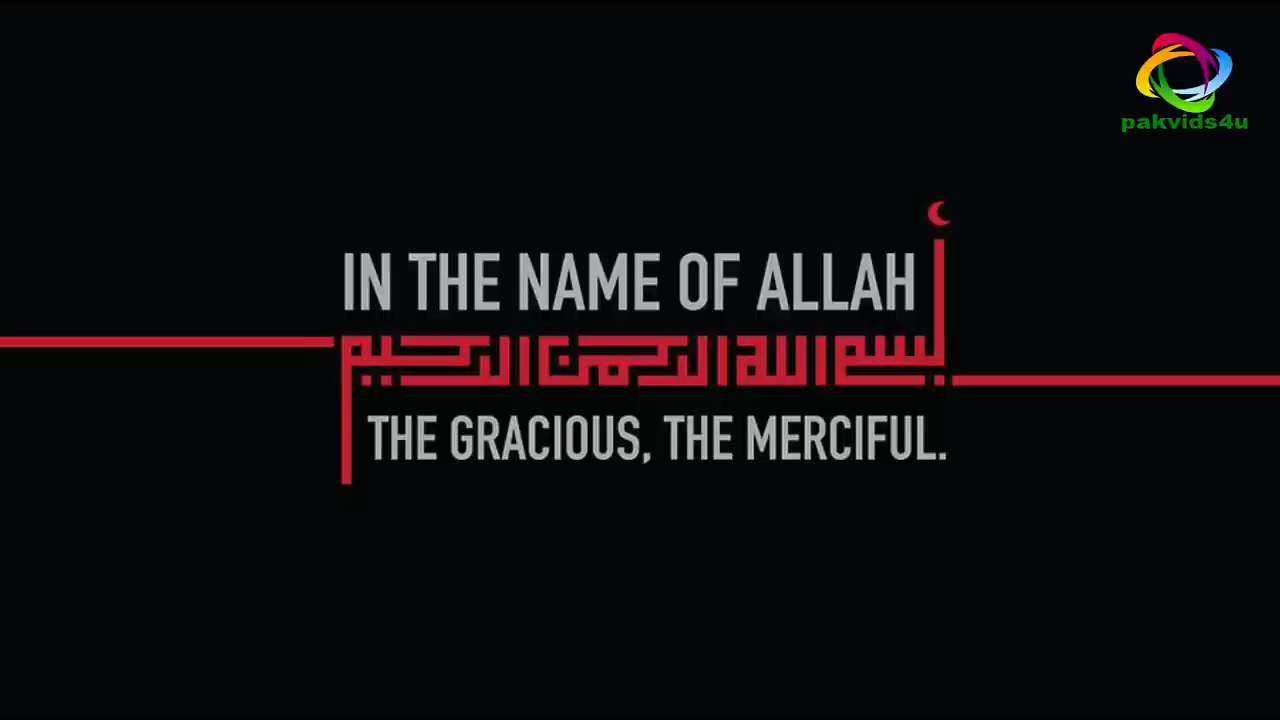 pakvids4u
IN THE NAME OF ALLAH
بسم الله الرحمن الرحيم
THE GRACIOUS, THE MERCIFUL.